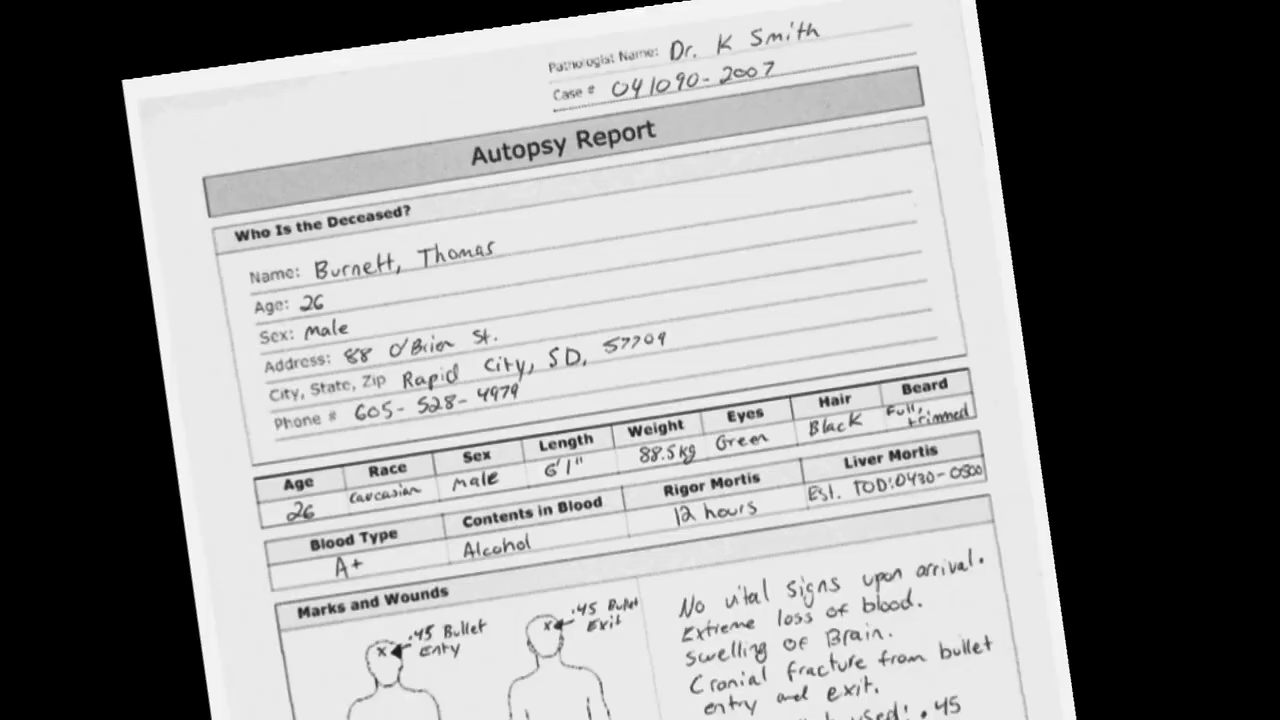 Pathologist Name: Dr. K Smith
Case # 041090-2007
Autopsy Report
Who Is the Deceased?
Name: Burnett, Thomas
Age: 26
Sex: Male
Address: 88 O'Brien St.
City, State, Zip Rapid City, SD, 57709
Phone # 605-528-4979
Age Race Sex Length Weight Eyes Hair Beard
26 Caucasian Male 6'1" 88.5kg Green Black Full, trimmed
Blood Type Contents in Blood Rigor Mortis Liver Mortis
A+ Alcohol 12 hours Est. TOD:0430-0500
Marks and Wounds
.45 Bullet Entry
.45 Bullet Exit
No vital signs upon arrival.
Extreme loss of blood.
Swelling of Brain.
Cranial fracture from bullet
entry and exit.
used: .45